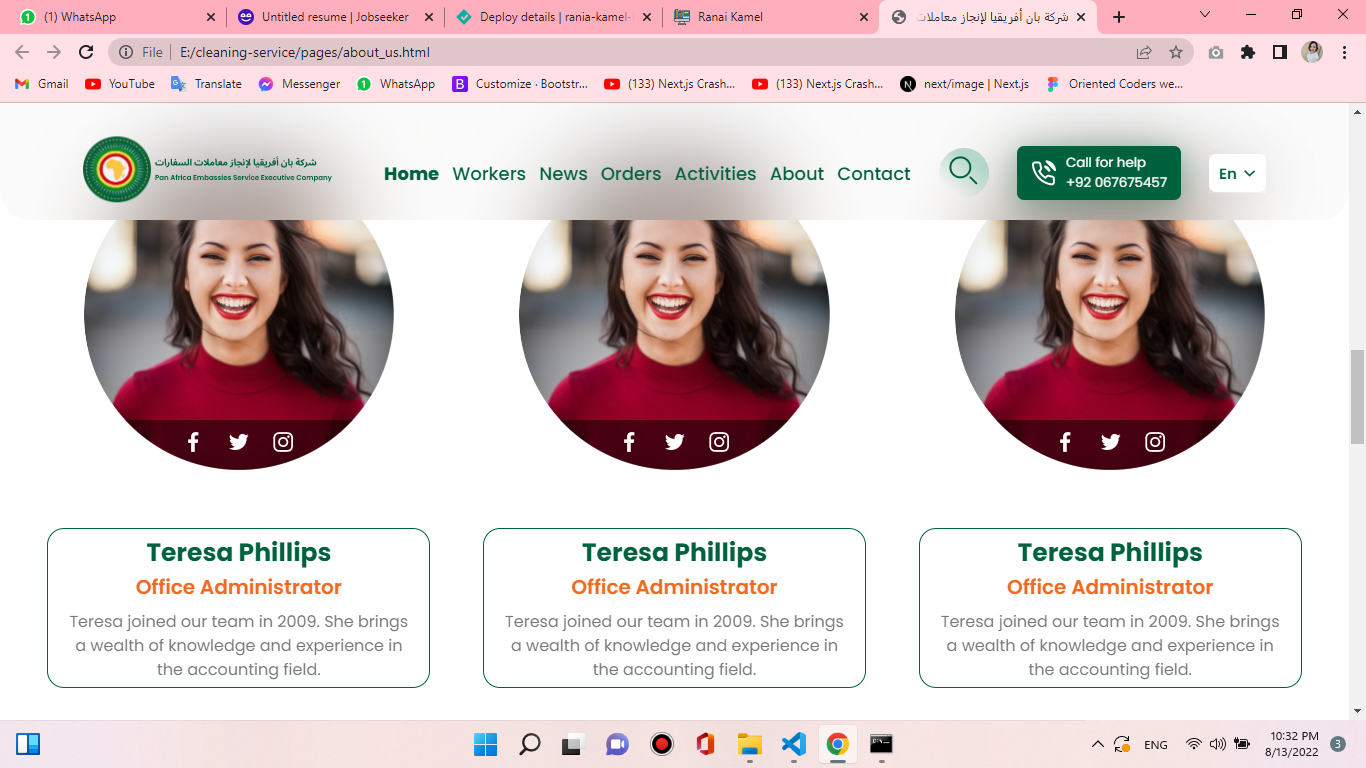 (1) WhatsApp
Untitled resume | Jobseeker
Deploy details | rania-kamel-
Ranai Kamel
شركة بان أفريقيا لإنجاز معاملات
File
E:/cleaning-service/pages/about_us.html
Gmail
YouTube
Translate
Messenger
WhatsApp
Customize · Bootstr...
(133) Next.js Crash...
(133) Next.js Crash...
next/image | Next.js
Oriented Coders we...
شركة بان أفريقيا لإنجاز معاملات السفارات
Pan Africa Embassies Service Executive Company
Home Workers News Orders Activities About Contact
Call for help
+92 067675457
En
Teresa Phillips
Office Administrator
Teresa joined our team in 2009. She brings
a wealth of knowledge and experience in
the accounting field.
Teresa Phillips
Office Administrator
Teresa joined our team in 2009. She brings
a wealth of knowledge and experience in
the accounting field.
Teresa Phillips
Office Administrator
Teresa joined our team in 2009. She brings
a wealth of knowledge and experience in
the accounting field.
ENG
10:32 PM
8/13/2022
3